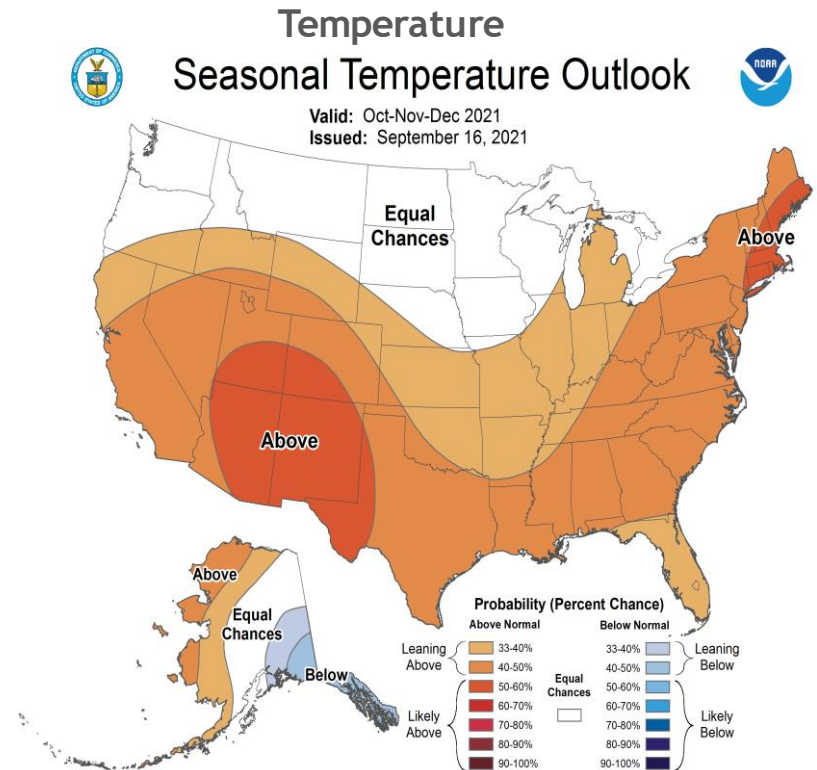 Temperature
Seasonal Temperature Outlook
NOAA
Valid: Oct-Nov-Dec 2021
Issued: September 16, 2021
Equal
Chances
Above
Above
Above
Equal
Chances
Below
Probability (Percent Chance)
Above Normal Below Normal
Leaning
Above
33-40%
40-50%
Likely
Above
50-60%
60-70%
70-80%
80-90%
90-100%
Equal
Chances
33-40%
40-50%
Leaning
Below
50-60%
60-70%
70-80%
80-90%
90-100%
Likely
Below